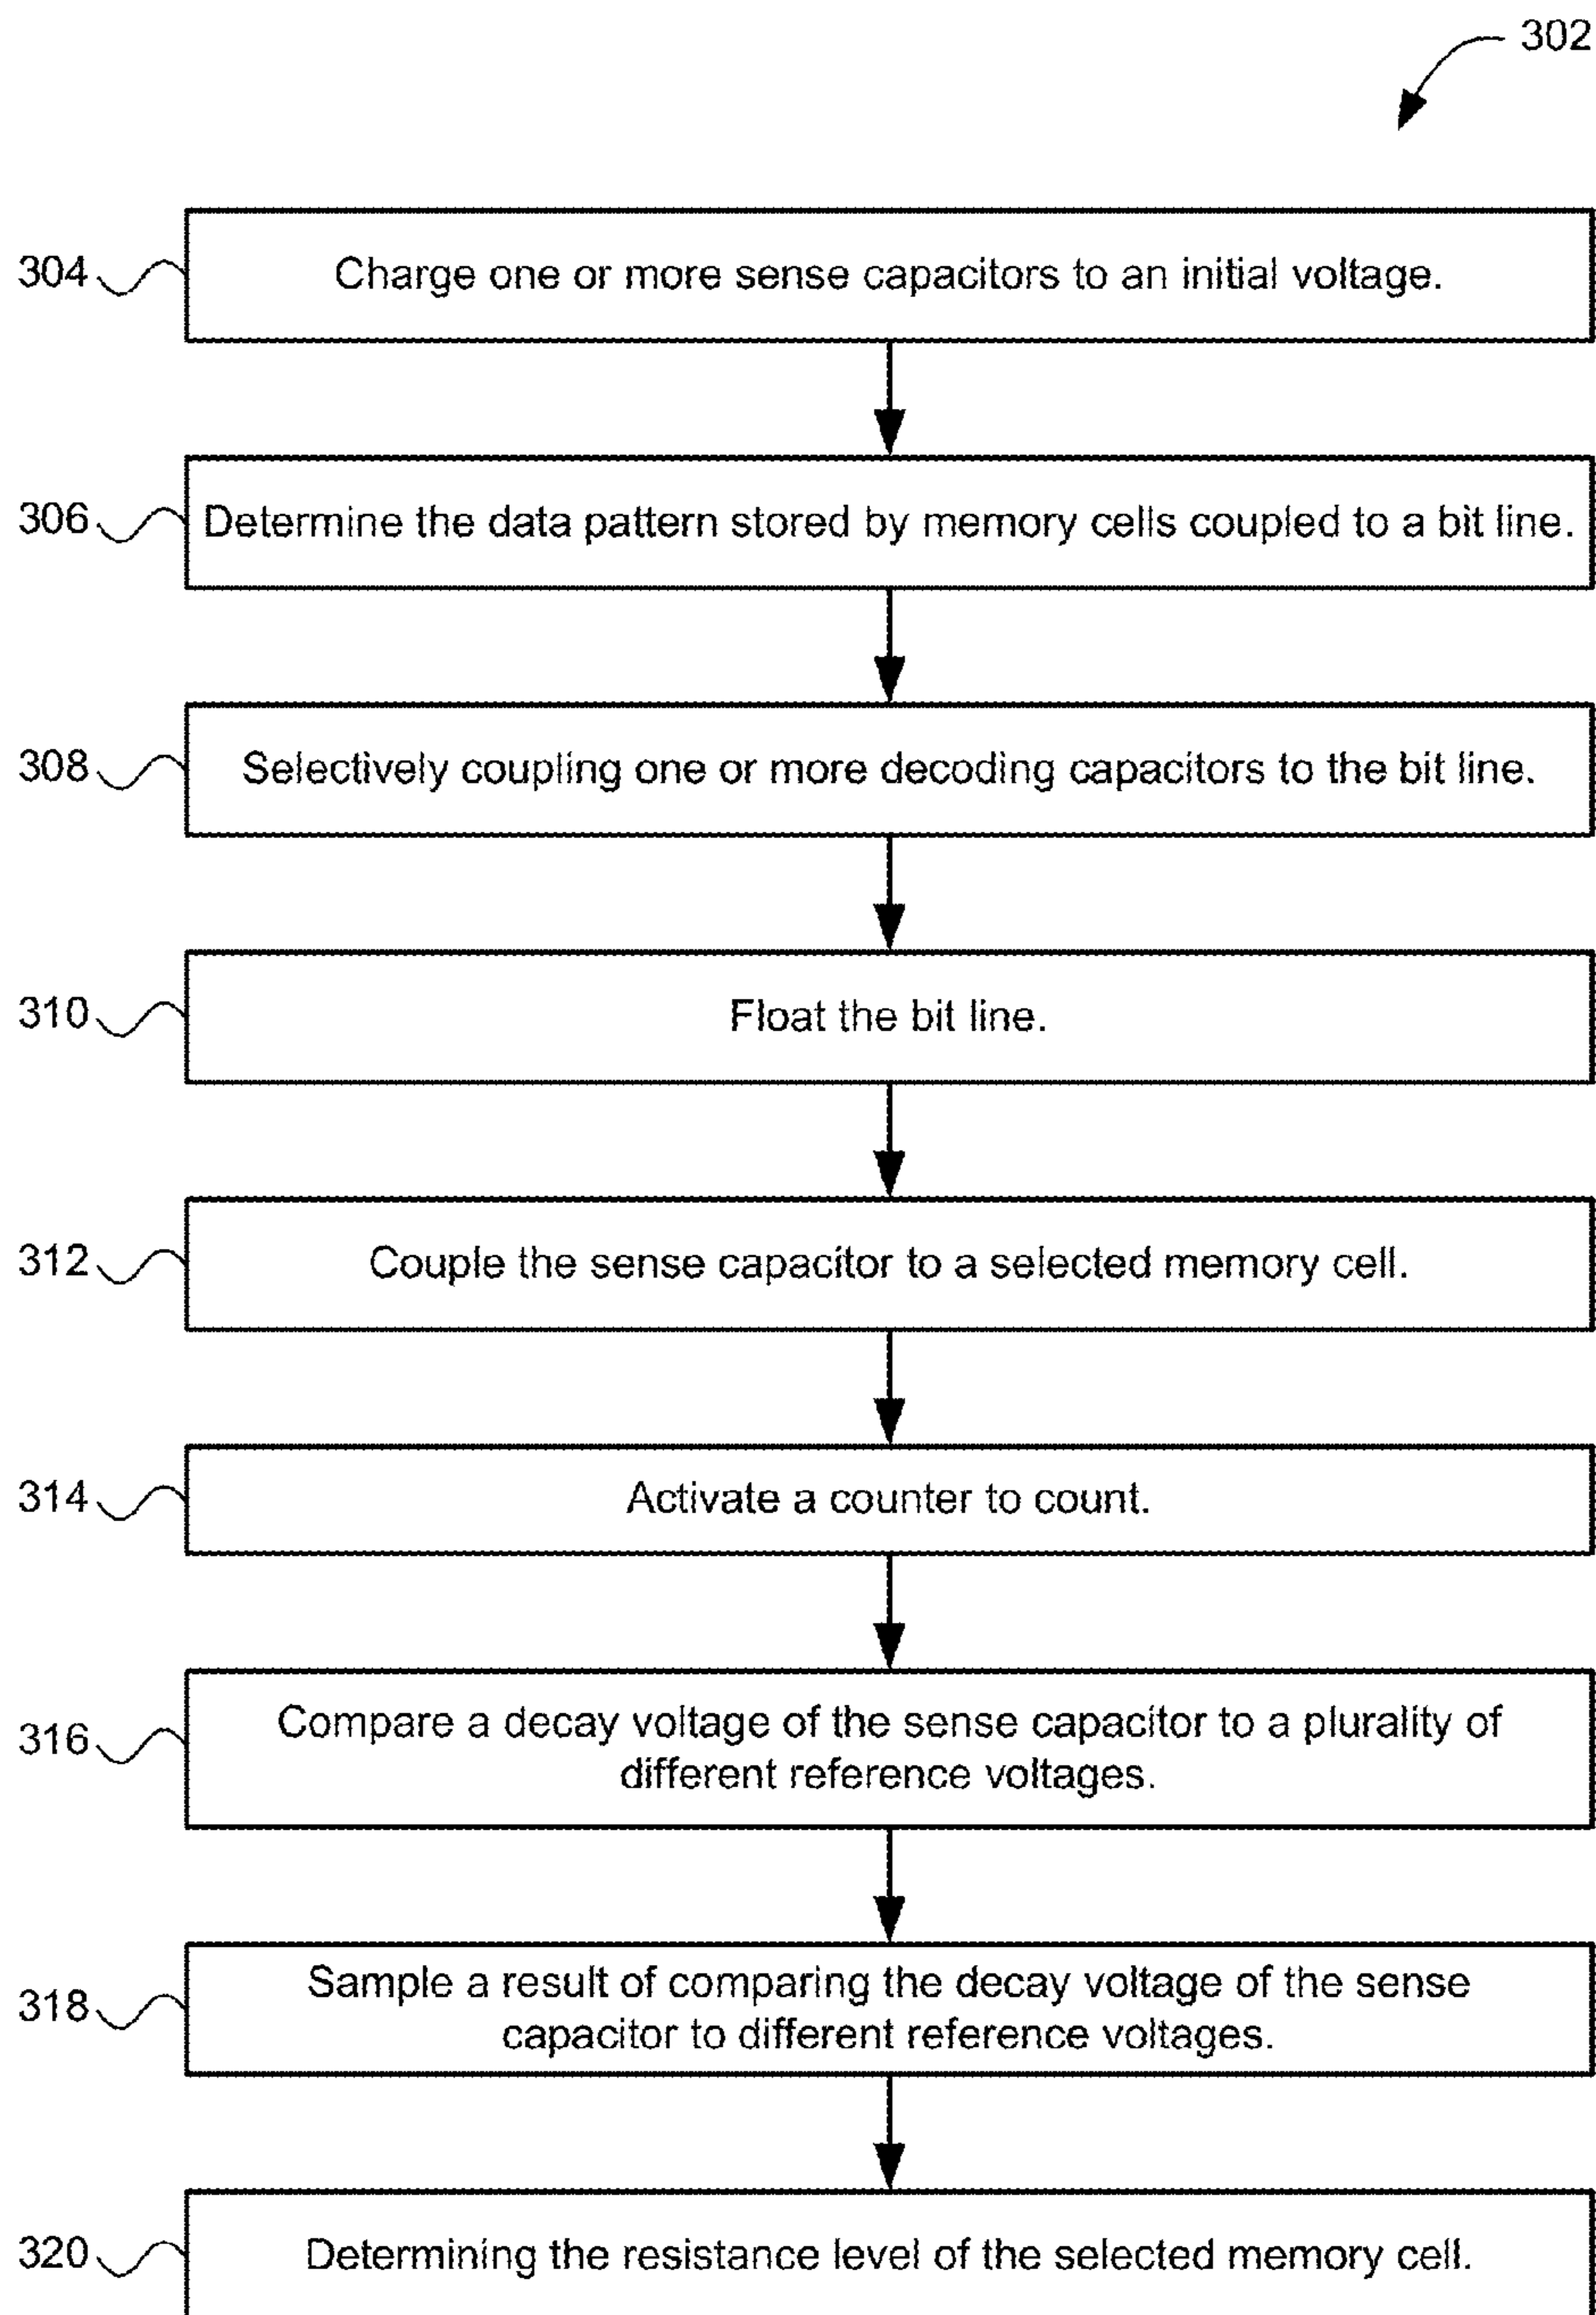 302
304
Charge one or more sense capacitors to an initial voltage.
306
Determine the data pattern stored by memory cells coupled to a bit line.
308
Selectively coupling one or more decoding capacitors to the bit line.
310
Float the bit line.
312
Couple the sense capacitor to a selected memory cell.
314
Activate a counter to count.
316
Compare a decay voltage of the sense capacitor to a plurality of
different reference voltages.
318
Sample a result of comparing the decay voltage of the sense
capacitor to different reference voltages.
320
Determining the resistance level of the selected memory cell.